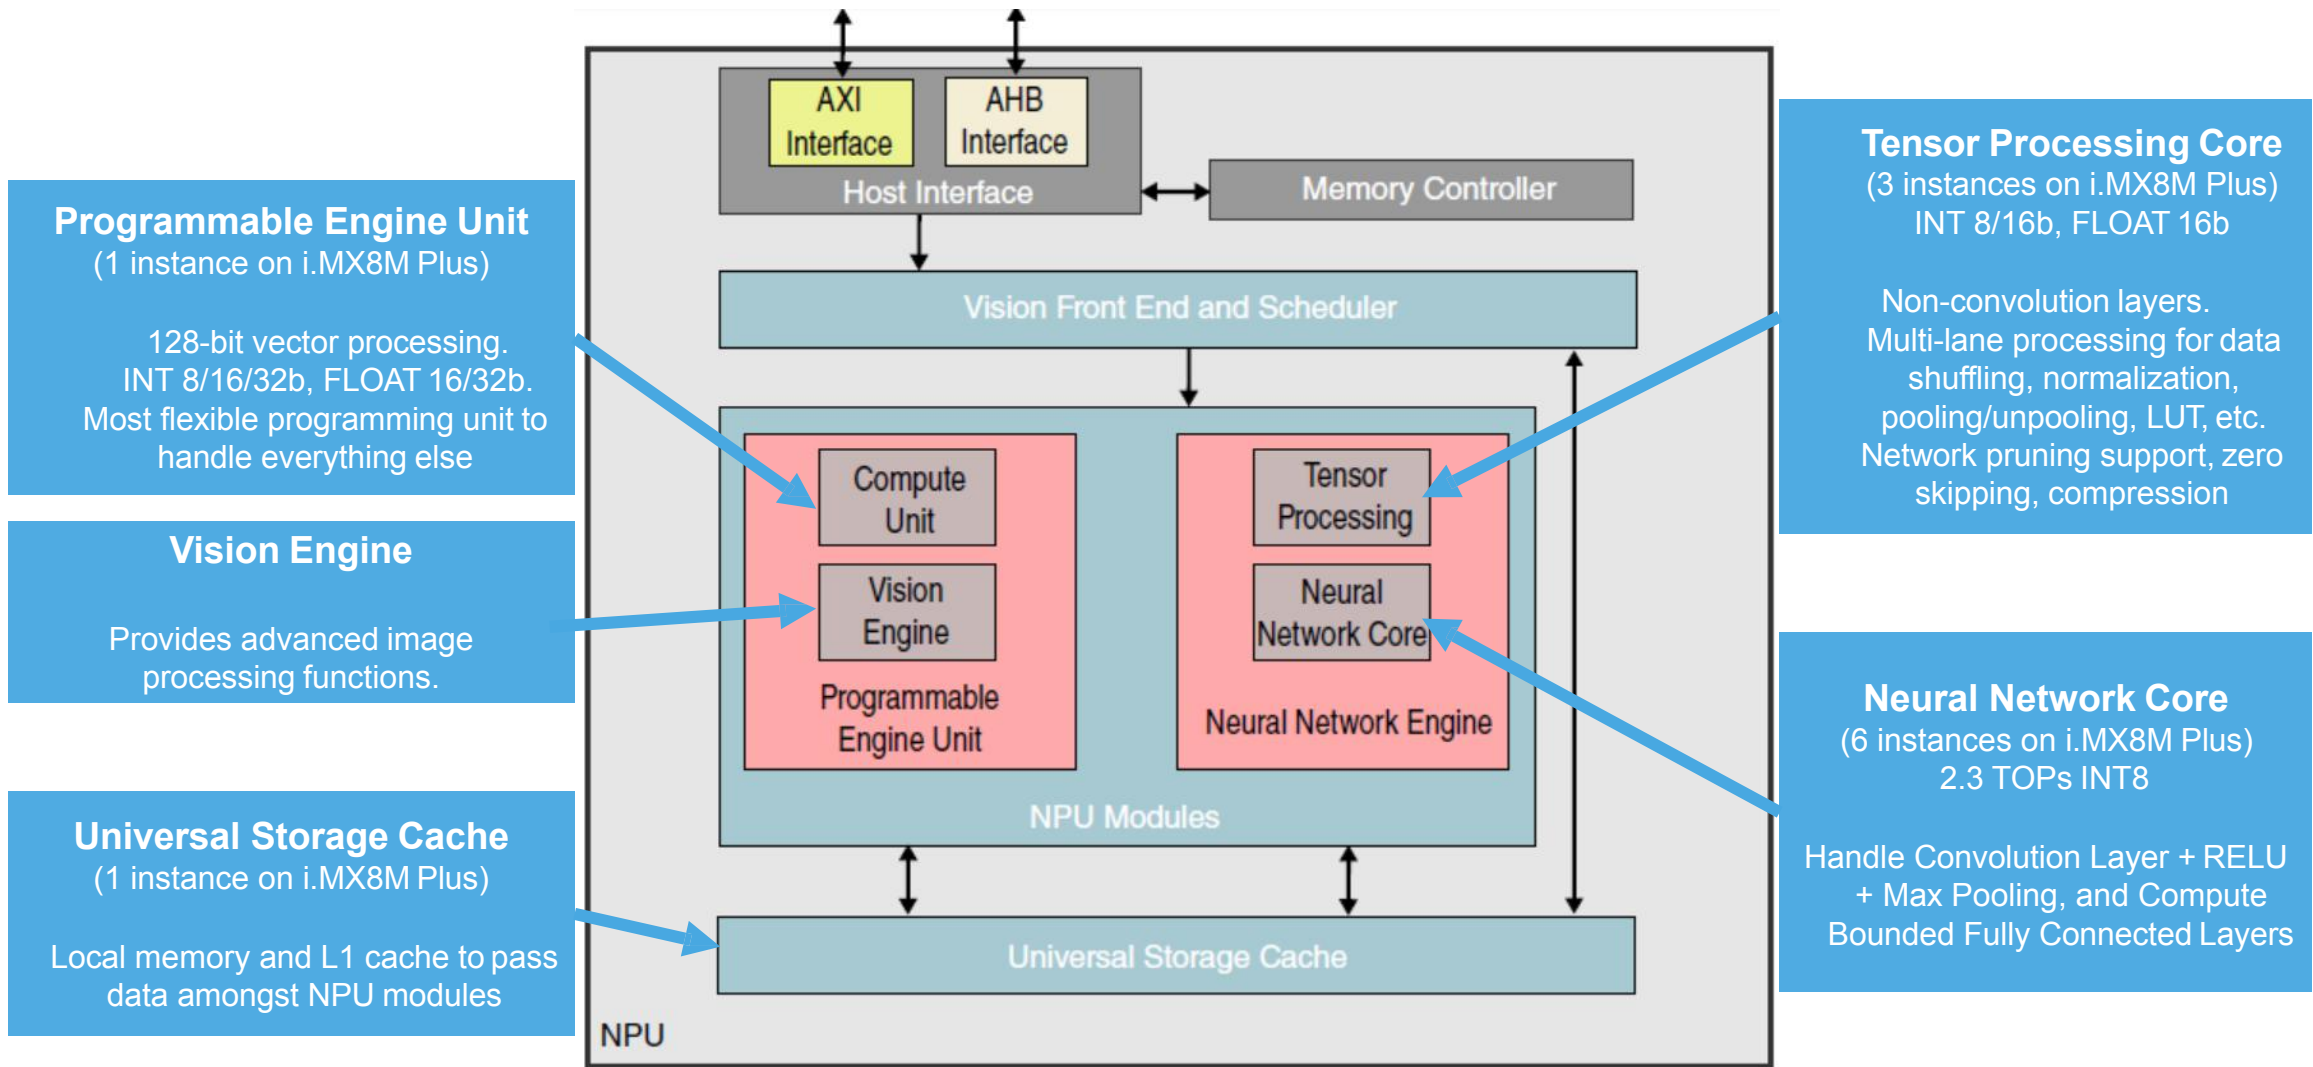 Programmable Engine Unit
(1 instance on i.MX8M Plus)
128-bit vector processing.
INT 8/16/32b, FLOAT 16/32b.
Most flexible programming unit to
handle everything else
Vision Engine
Provides advanced image
processing functions.
Universal Storage Cache
(1 instance on i.MX8M Plus)
Local memory and L1 cache to pass
data amongst NPU modules
AXI
Interface
AHB
Interface
Host Interface
Memory Controller
Vision Front End and Scheduler
Compute
Unit
Vision
Engine
Programmable
Engine Unit
Tensor
Processing
Neural
Network Core
Neural Network Engine
NPU Modules
Universal Storage Cache
NPU
Tensor Processing Core
(3 instances on i.MX8M Plus)
INT 8/16b, FLOAT 16b
Non-convolution layers.
Multi-lane processing for data
shuffling, normalization,
pooling/unpooling, LUT, etc.
Network pruning support, zero
skipping, compression
Neural Network Core
(6 instances on i.MX8M Plus)
2.3 TOPs INT8
Handle Convolution Layer + RELU
+ Max Pooling, and Compute
Bounded Fully Connected Layers